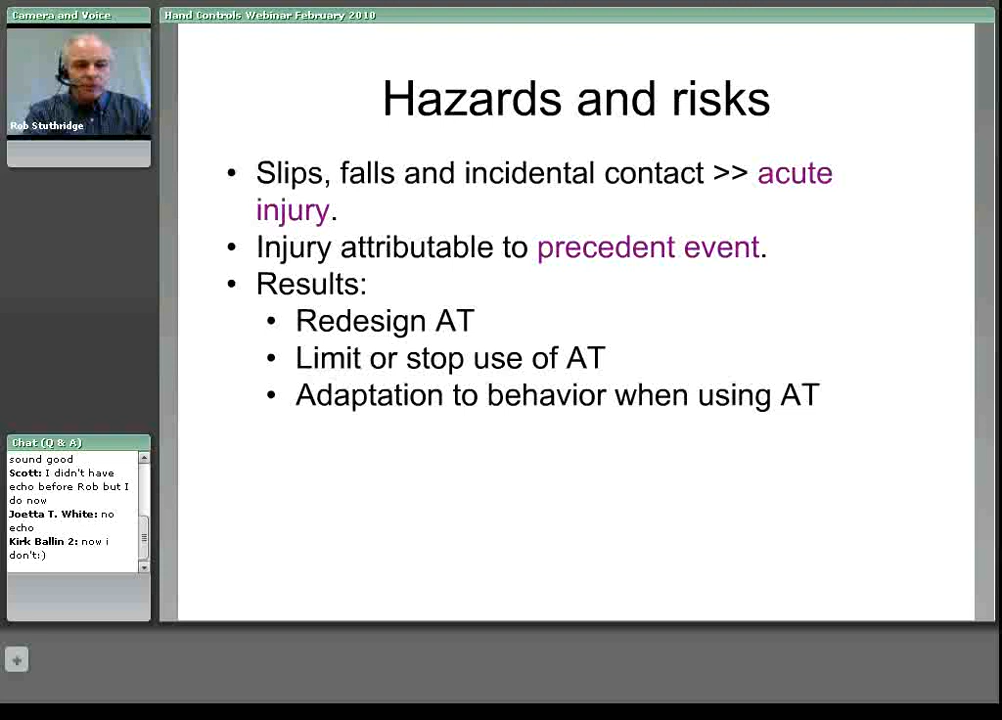 Camera and Voice
Rob Stuthridge
Hand Controls Webinar February 2010
Hazards and risks
• Slips, falls and incidental contact >> acute
injury.
• Injury attributable to precedent event.
• Results:
• Redesign AT
• Limit or stop use of AT
• Adaptation to behavior when using AT
Chat (Q & A)
sound good
Scott: I didn't have
echo before Rob but I
do now
Joetta T. White: no
echo
Kirk Ballin 2: now i
don't:)